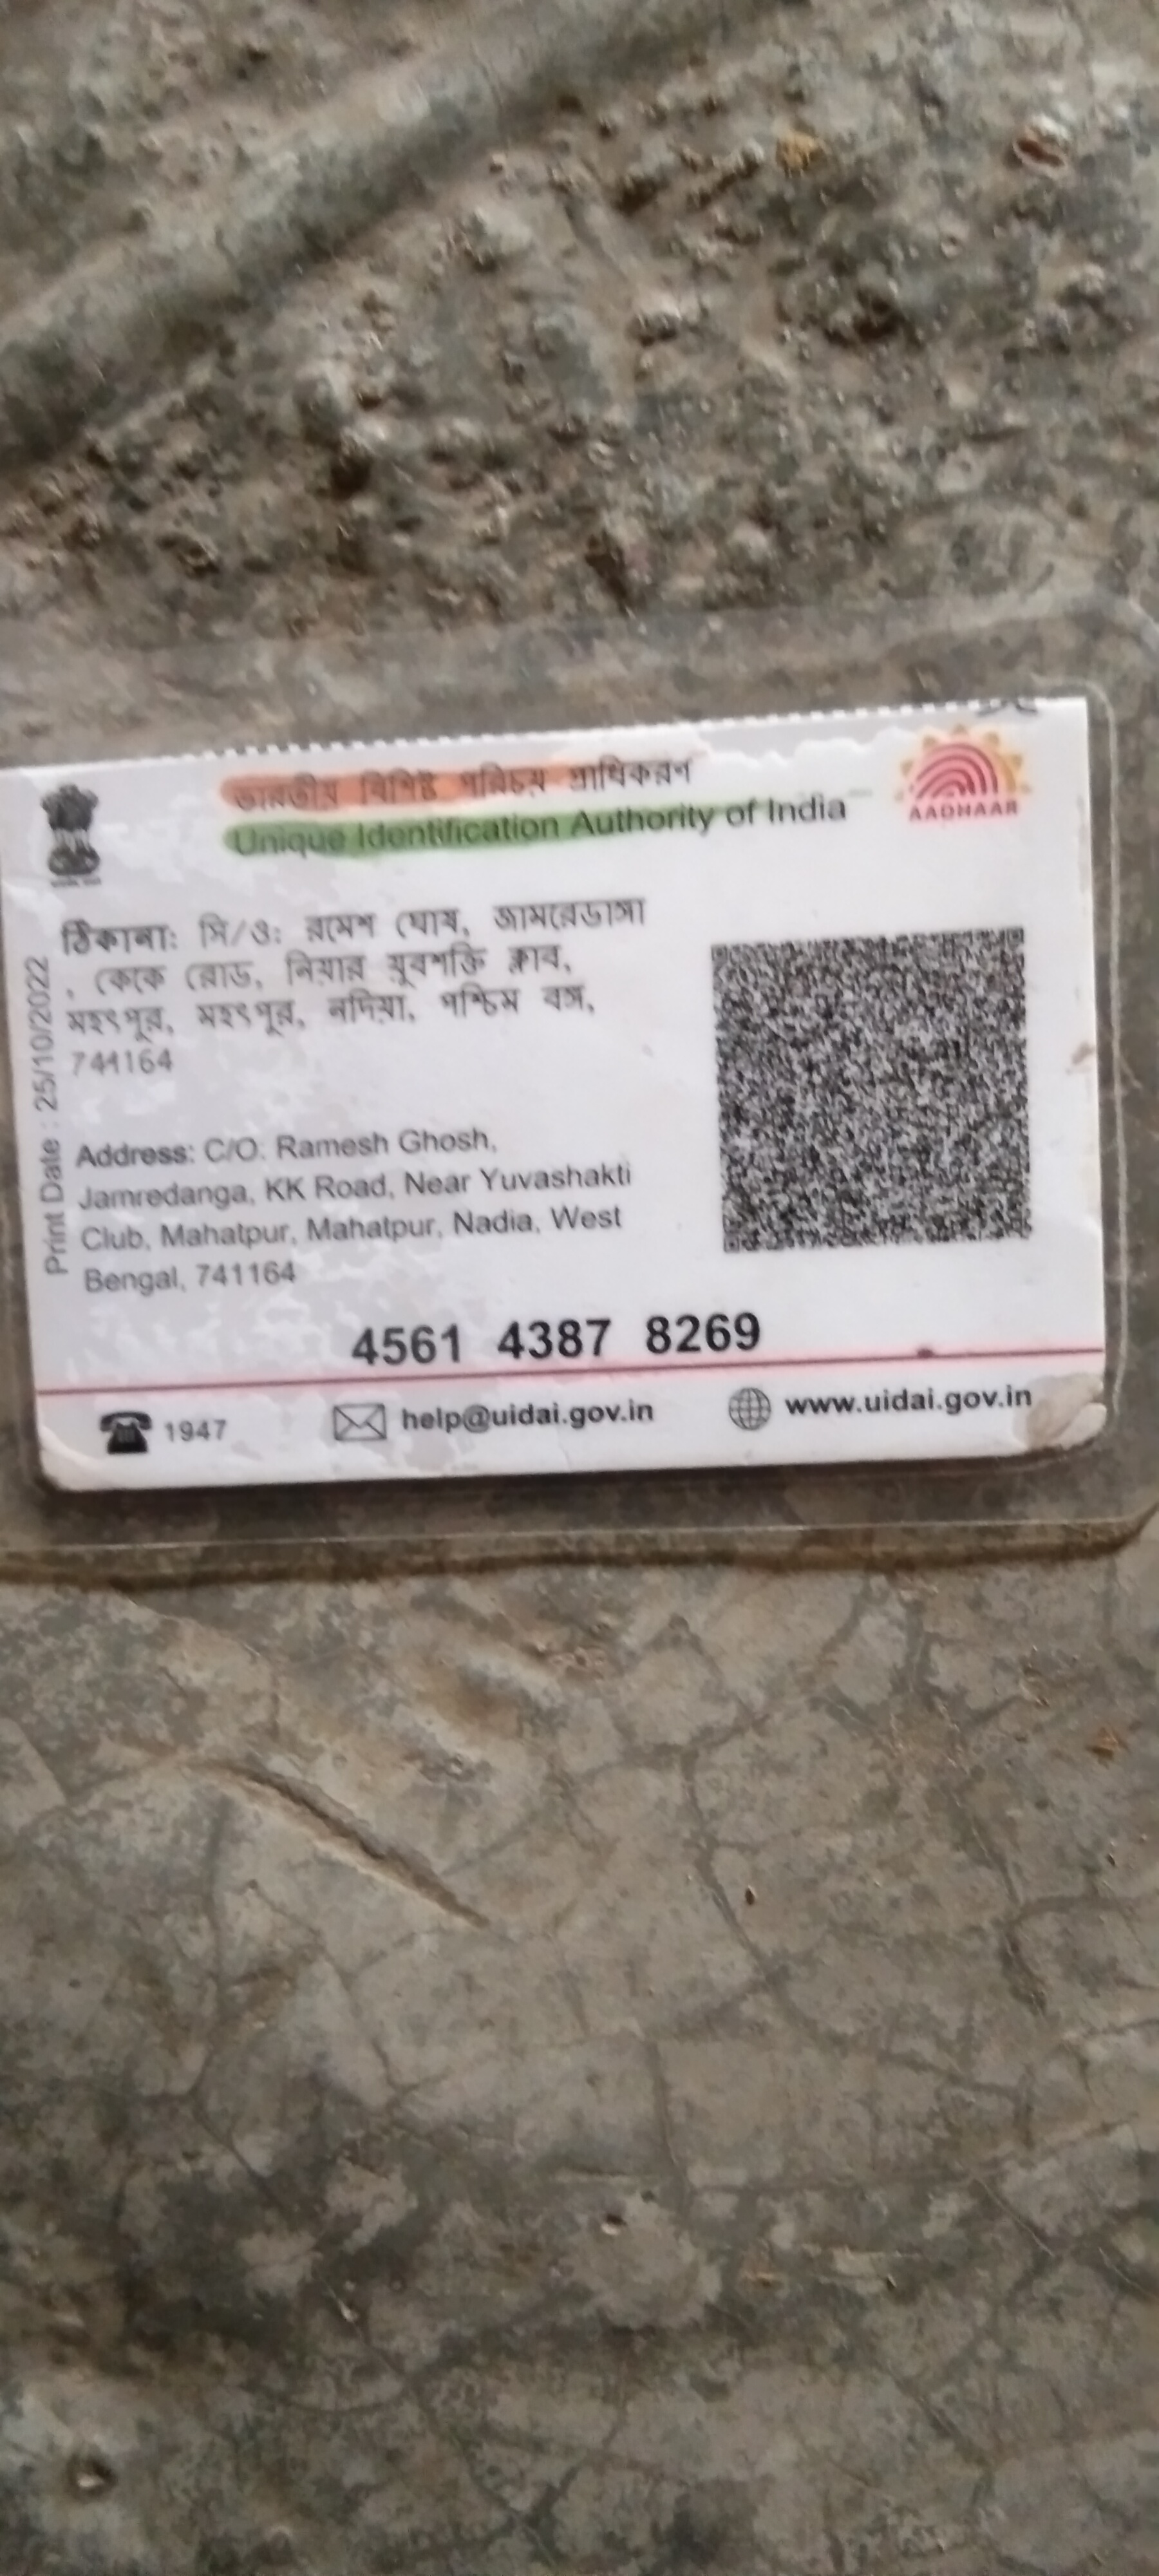 ভারতীয় বিশিষ্ট পরিচয় প্রাধিকরণ
Unique Identification Authority of India
AADHAAR
ঠিকানা: সি/ও: রমেশ ঘোষ, জামরেডাঙ্গা
, কেকে রোড, নিয়ার যুবশক্তি ক্লাব,
মহৎপুর, মহৎপুর, নদিয়া, পশ্চিম বঙ্গ,
741164
Print Date : 25/10/2022
Address: C/O: Ramesh Ghosh,
Jamredanga, KK Road, Near Yuvashakti
Club, Mahatpur, Mahatpur, Nadia, West
Bengal, 741164
4561 4387 8269
1947 help@uidai.gov.in www.uidai.gov.in